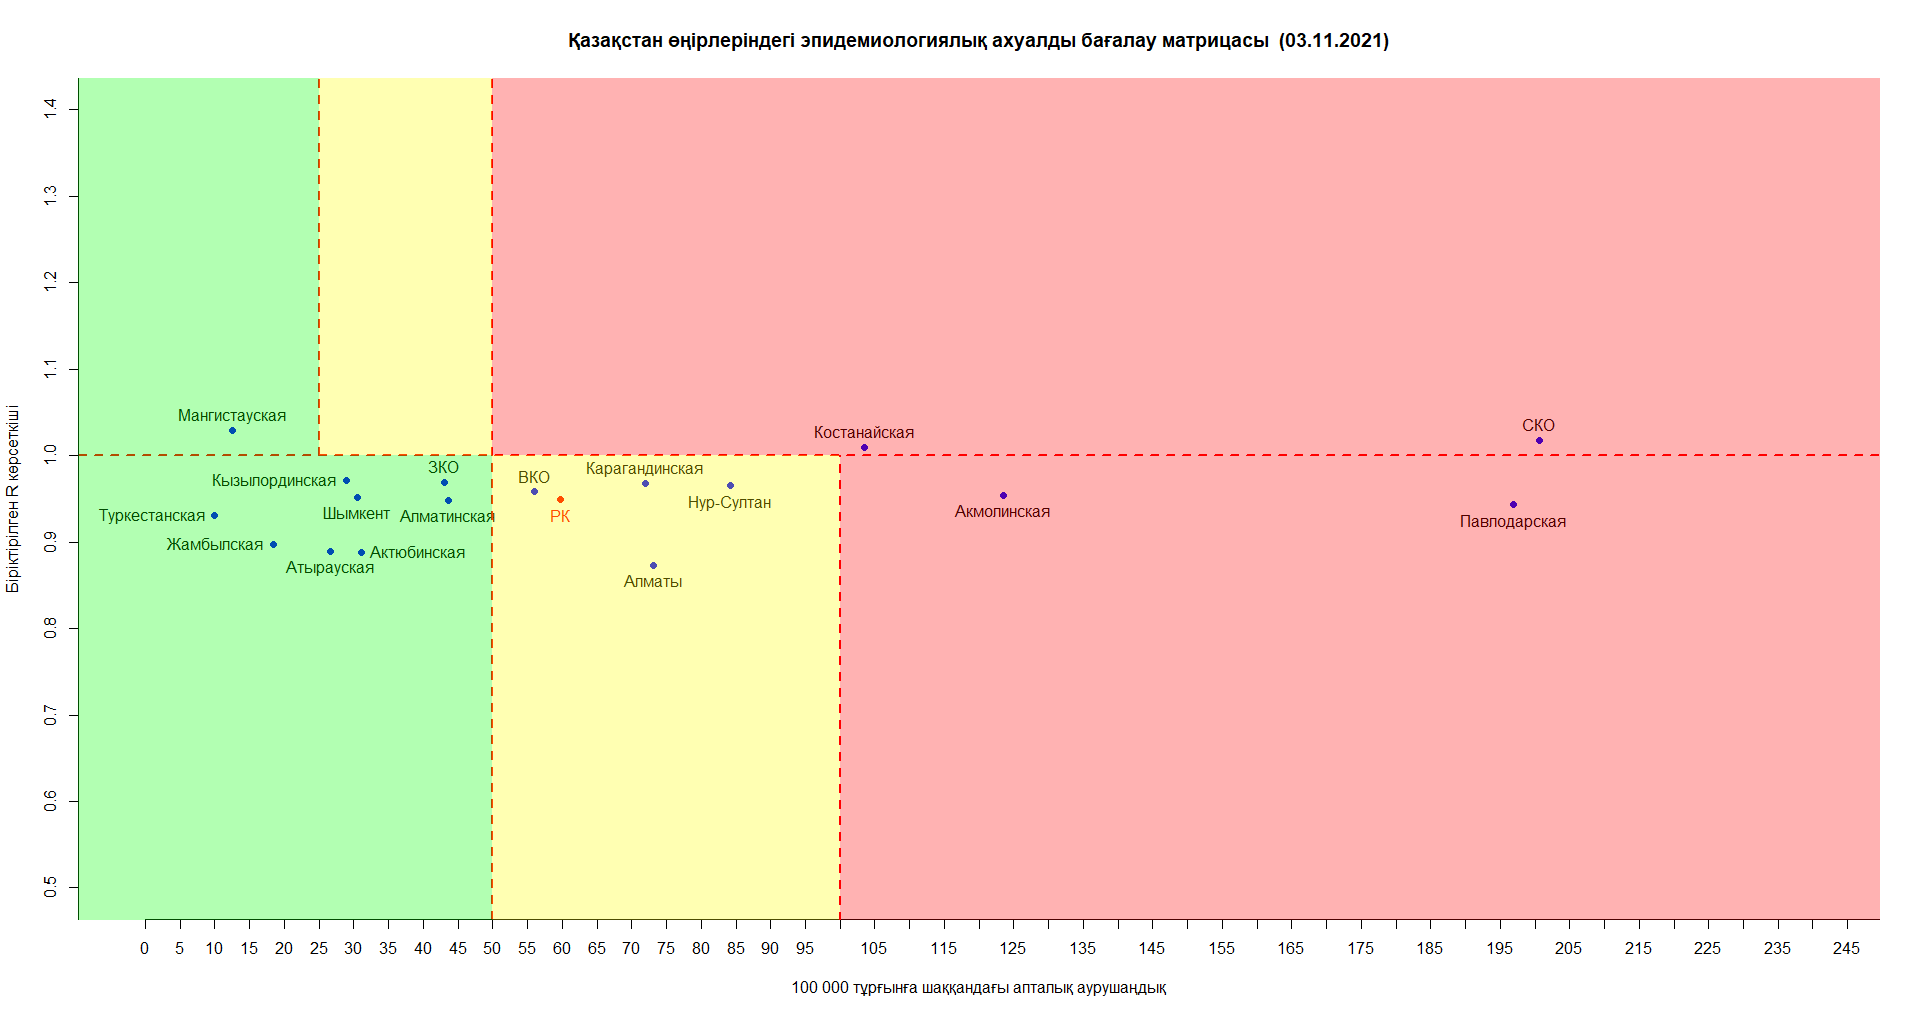 Қазақстан өңірлеріндегі эпидемиологиялық ахуалды бағалау матрицасы (03.11.2021)
Біріктірілген R көрсеткіші
1.4
1.3
1.2
1.1
1.0
0.9
0.8
0.7
0.6
0.5
Мангистауская
СКО
Костанайская
ЗКО
Карагандинская
ВКО
Кызылординская
Нур-Султан
Акмолинская
Шымкент
Туркестанская
Алматинская
РК
Павлодарская
Жамбылская
Актюбинская
Атырауская
Алматы
0 5 10 15 20 25 30 35 40 45 50 55 60 65 70 75 80 85 90 95 105 115 125 135 145 155 165 175 185 195 205 215 225 235 245
100 000 тұрғынға шаққандағы апталық аурушаңдық